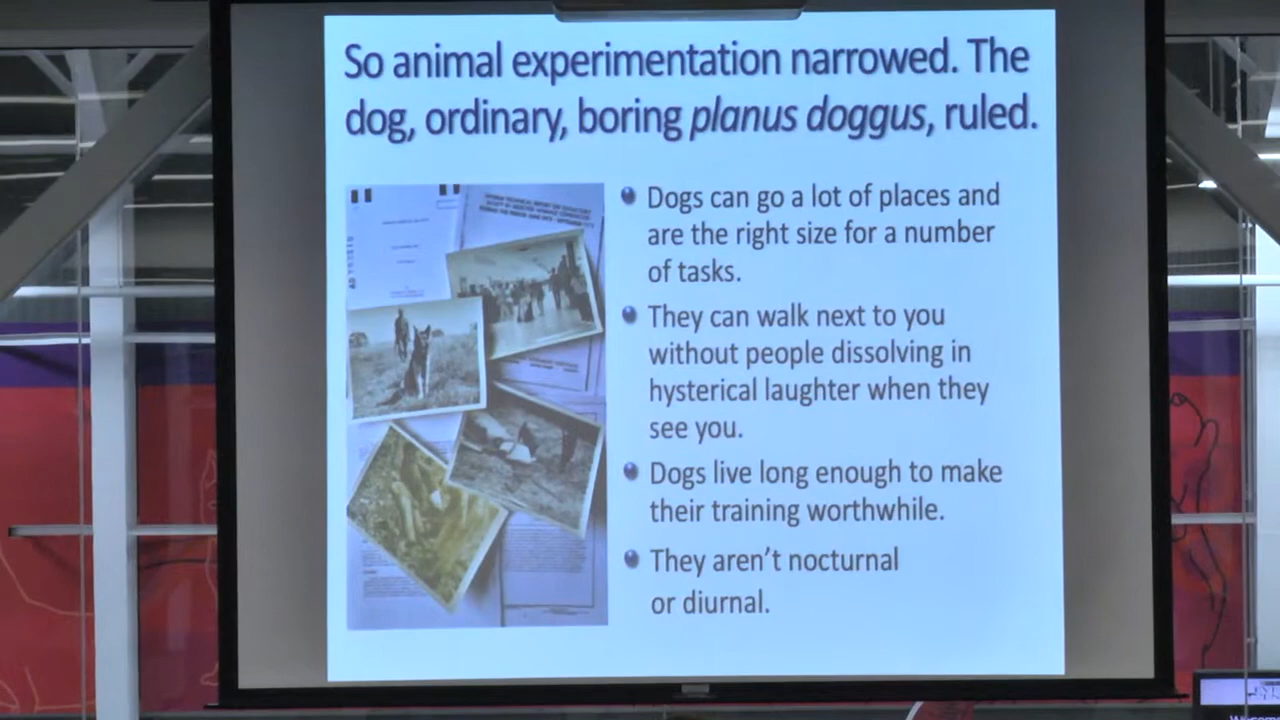 So animal experimentation narrowed. The
dog, ordinary, boring planus doggus, ruled.
Dogs can go a lot of places and
are the right size for a number
of tasks.
They can walk next to you
without people dissolving in
hysterical laughter when they
see you.
Dogs live long enough to make
their training worthwhile.
They aren't nocturnal
or diurnal.